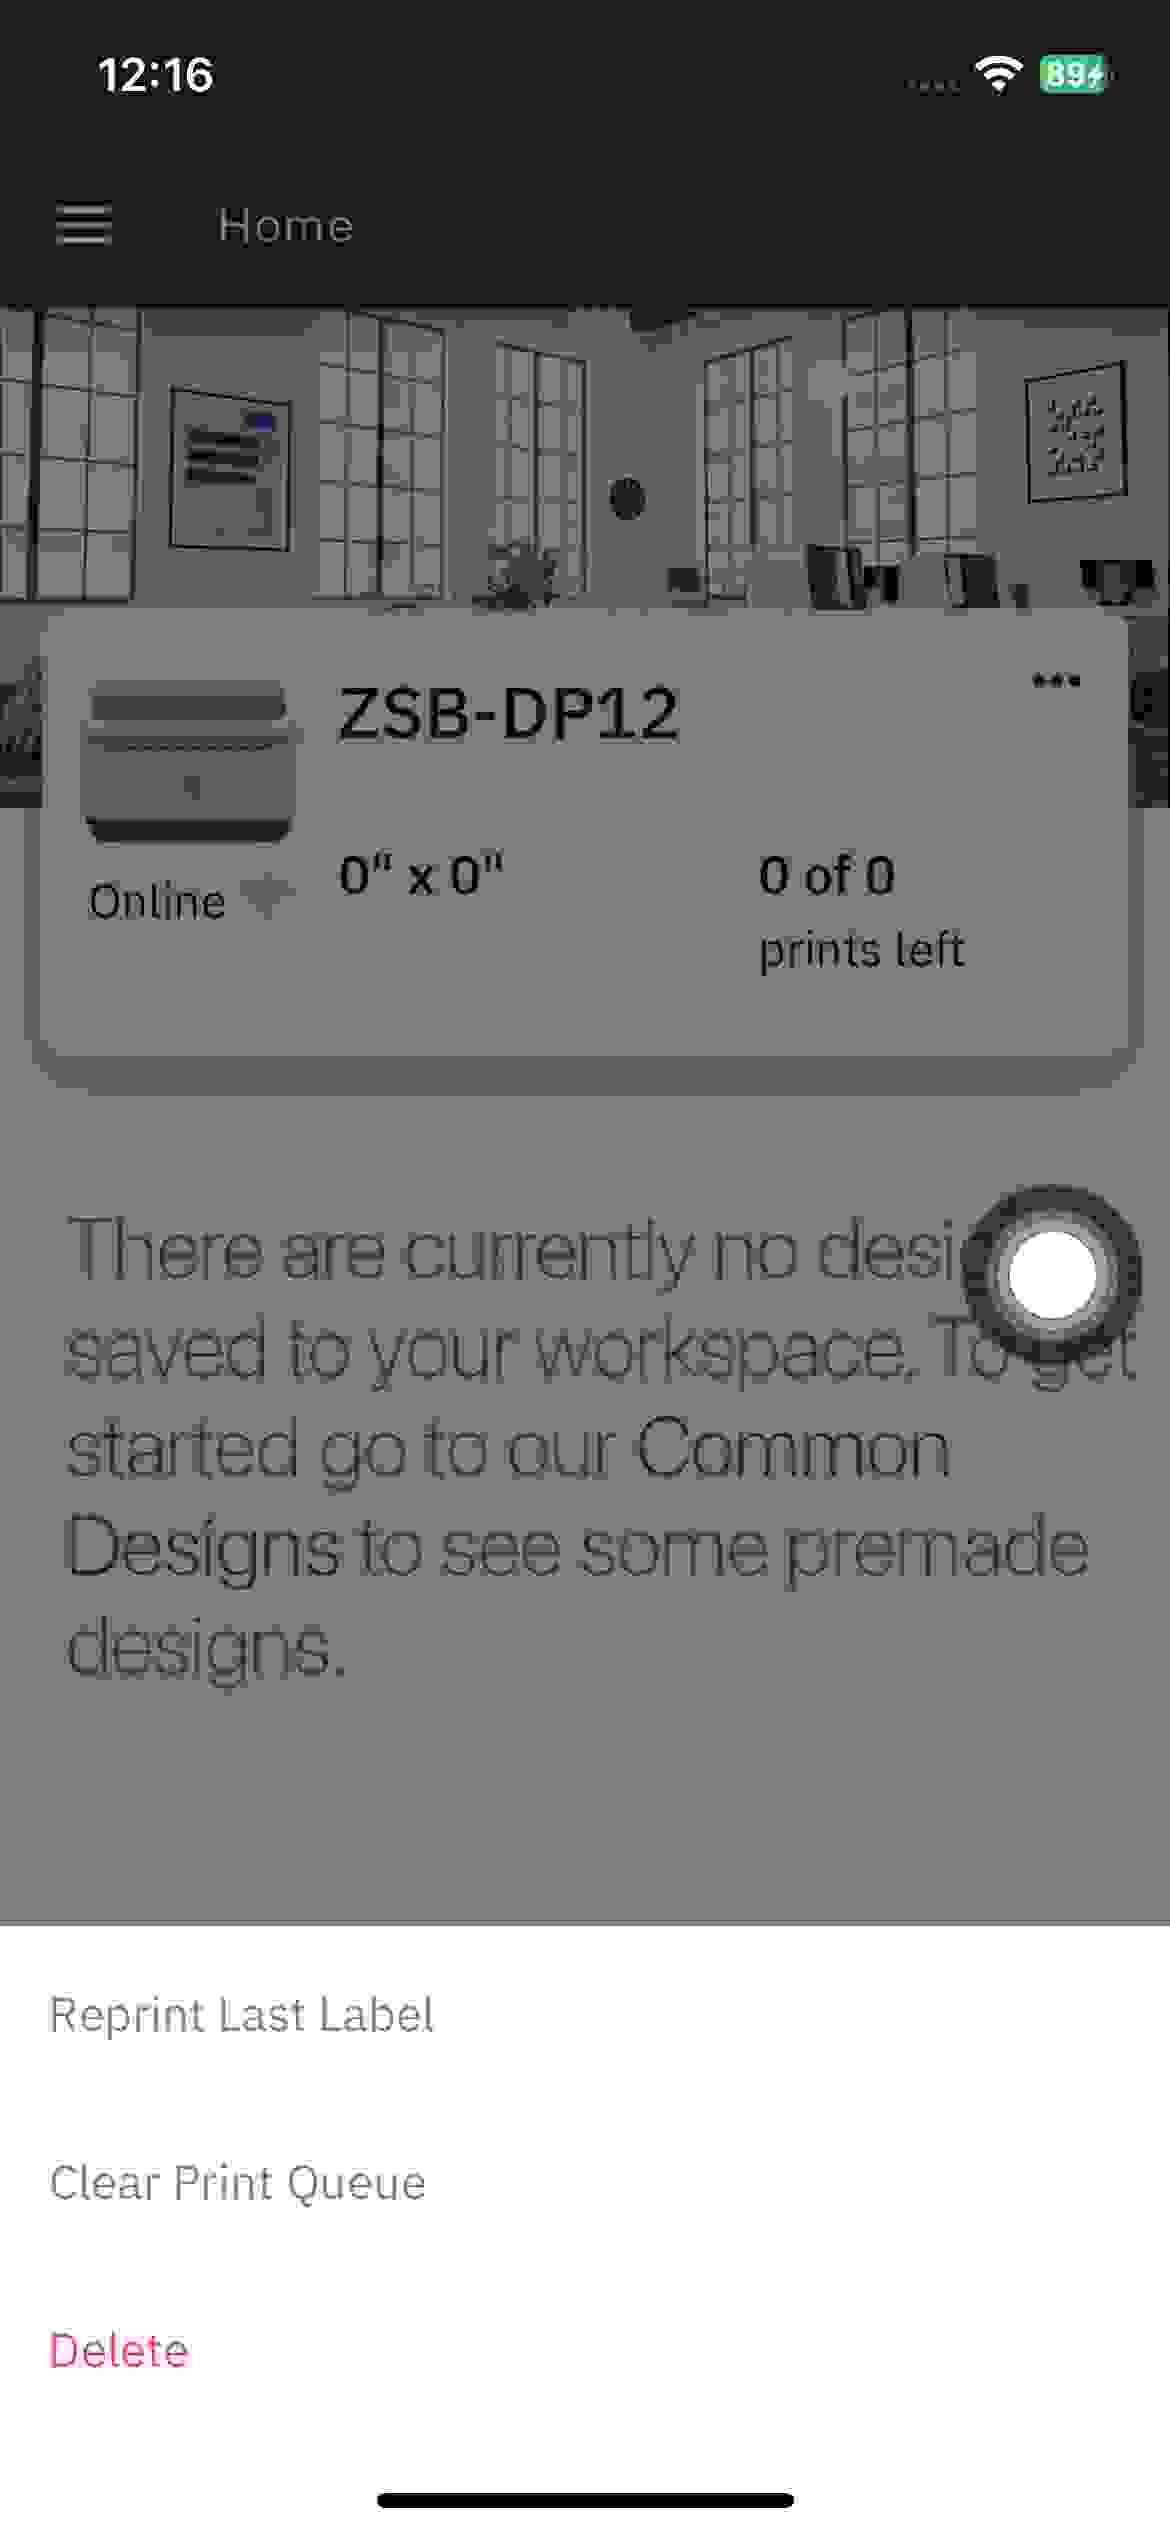 12:16
89
Home
ZSB-DP12
Online
0" x 0"
0 of 0
prints left
There are currently no desi
saved to your workspace. To get
started go to our Common
Designs to see some premade
designs.
Reprint Last Label
Clear Print Queue
Delete